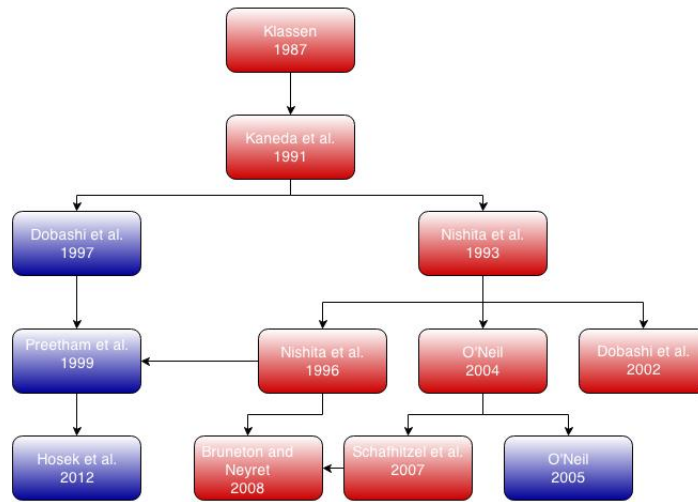 Klassen
1987
Kaneda et al.
1991
Dobashi et al.
1997
Nishita et al.
1993
Preetham et al.
1999
Nishita et al.
1996
O'Neil
2004
Dobashi et al.
2002
Hosek et al.
2012
Bruneton and
Neyret
2008
Schafhitzel et al.
2007
O'Neil
2005